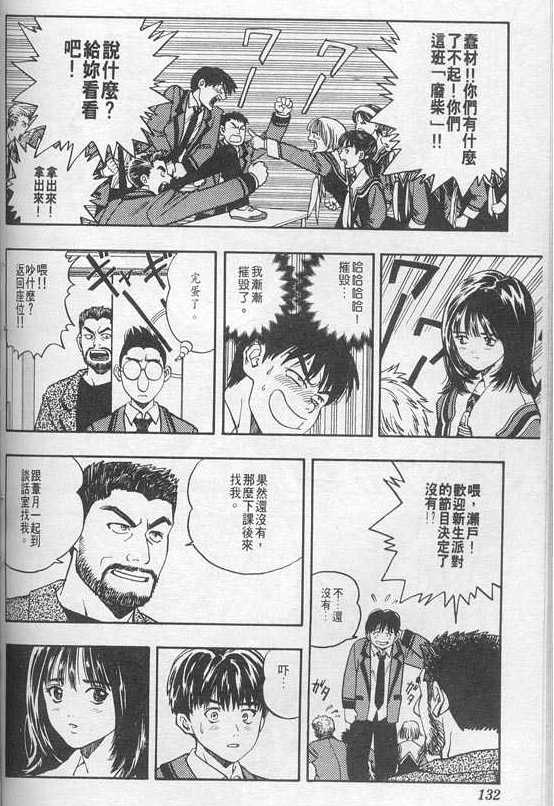 蠢材!!你們有什麼
了不起!你們
這班「廢柴」!!
說什麼?
給妳看看
吧!
拿出來!
拿出來!
ワー
ワー
ワー
哈哈哈哈!
摧毀…
我漸漸
摧毀了。
完蛋了。
喂!!
吵什麼?
返回座位!!
喂,瀨戶!
歡迎新生派對
的節目決定了
沒有!?
不…還
沒有…
ガタ
ガタ
果然還沒有,
那麼下課後來
找我。
跟葦月一起到
談話室找我。
吓…
132